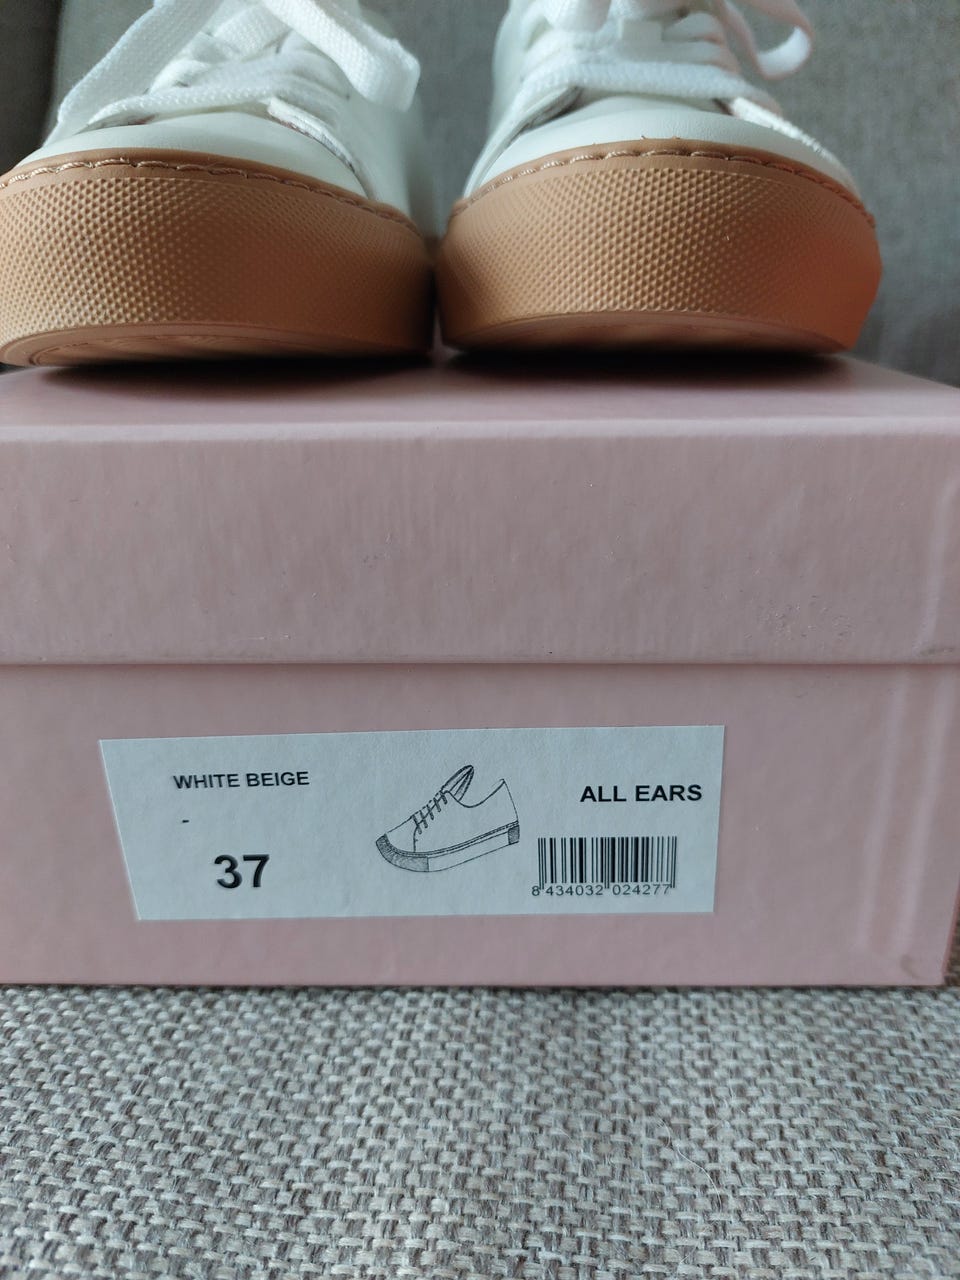 WHITE BEIGE
-
37
ALL EARS
8 434032 024277